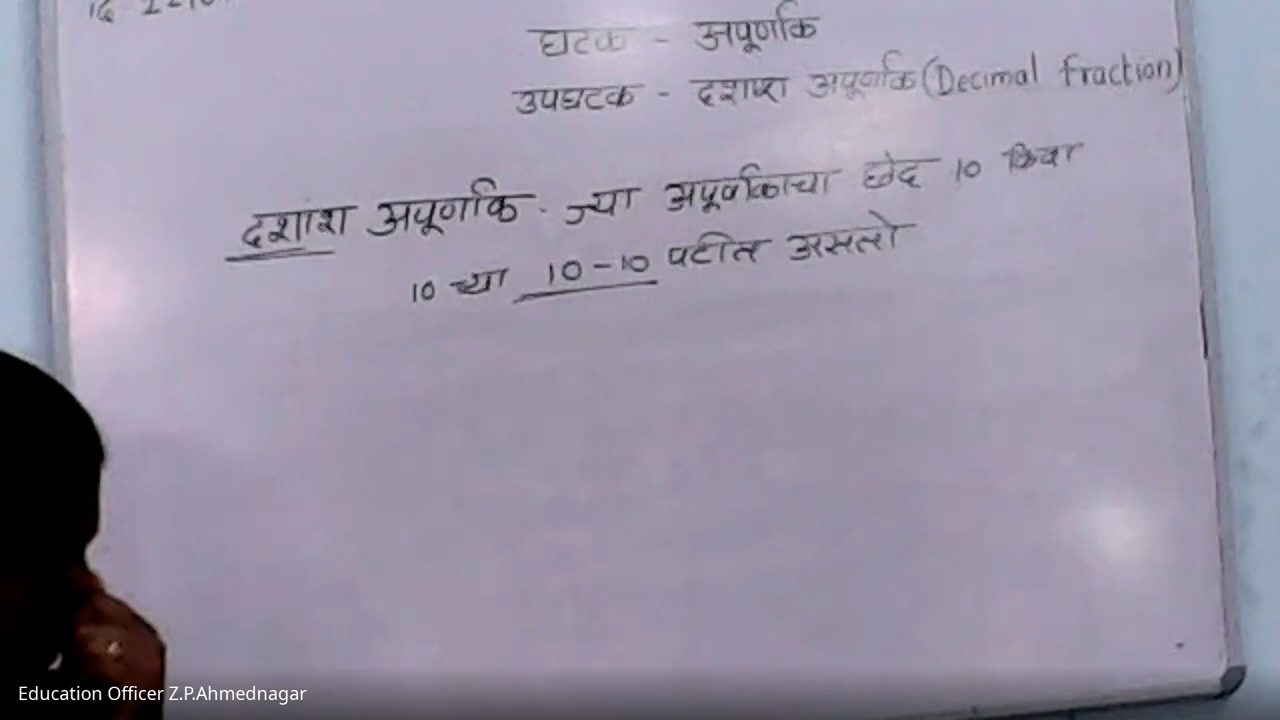 दि
घटक - अपूर्णांक
उपघटक - दशांश अपूर्णांक (Decimal fraction)
दशांश अपूर्णांक - ज्या अपूर्णांकाचा छेद 10 किंवा
10 च्या 10-10 पटीत असतो
Education Officer Z.P.Ahmednagar